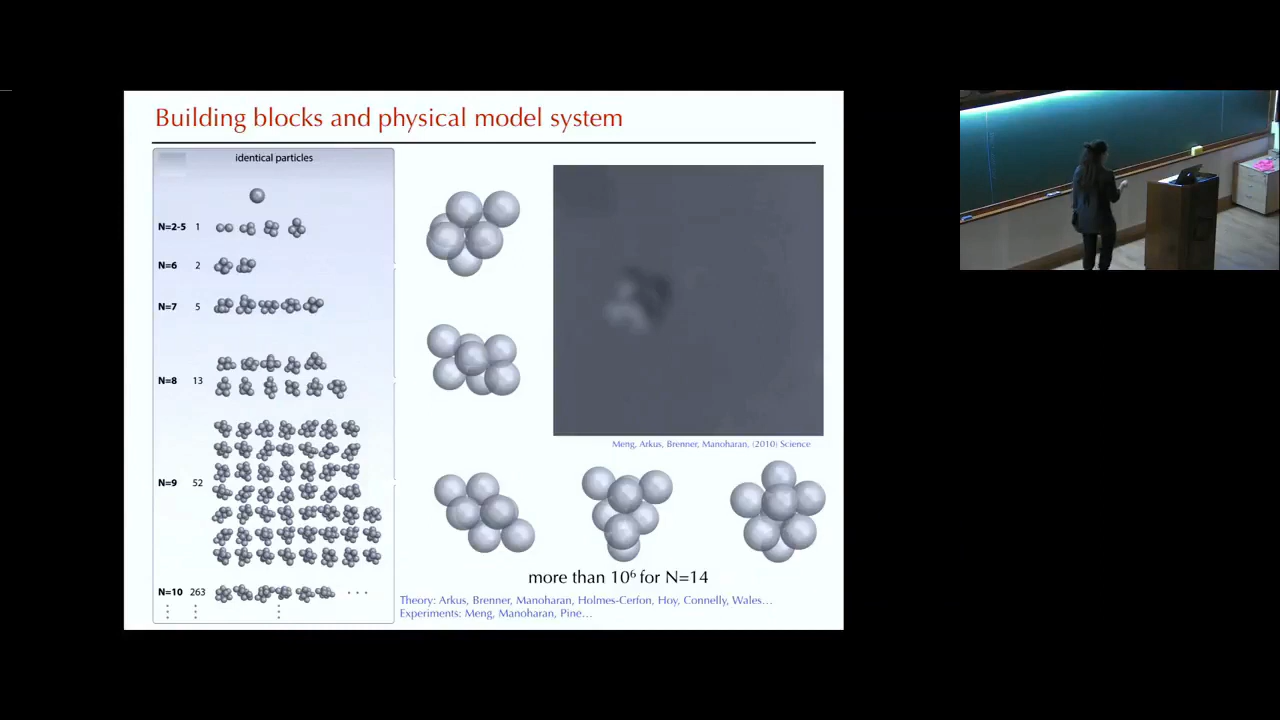 Building blocks and physical model system
identical particles
N=2-5 1
N=6 2
N=7 5
N=8 13
N=9 52
N=10 263
Meng, Arkus, Brenner, Manoharan, (2010) Science
more than 10⁶ for N=14
Theory: Arkus, Brenner, Manoharan, Holmes-Cerfon, Hoy, Connelly, Wales...
Experiments: Meng, Manoharan, Pine...